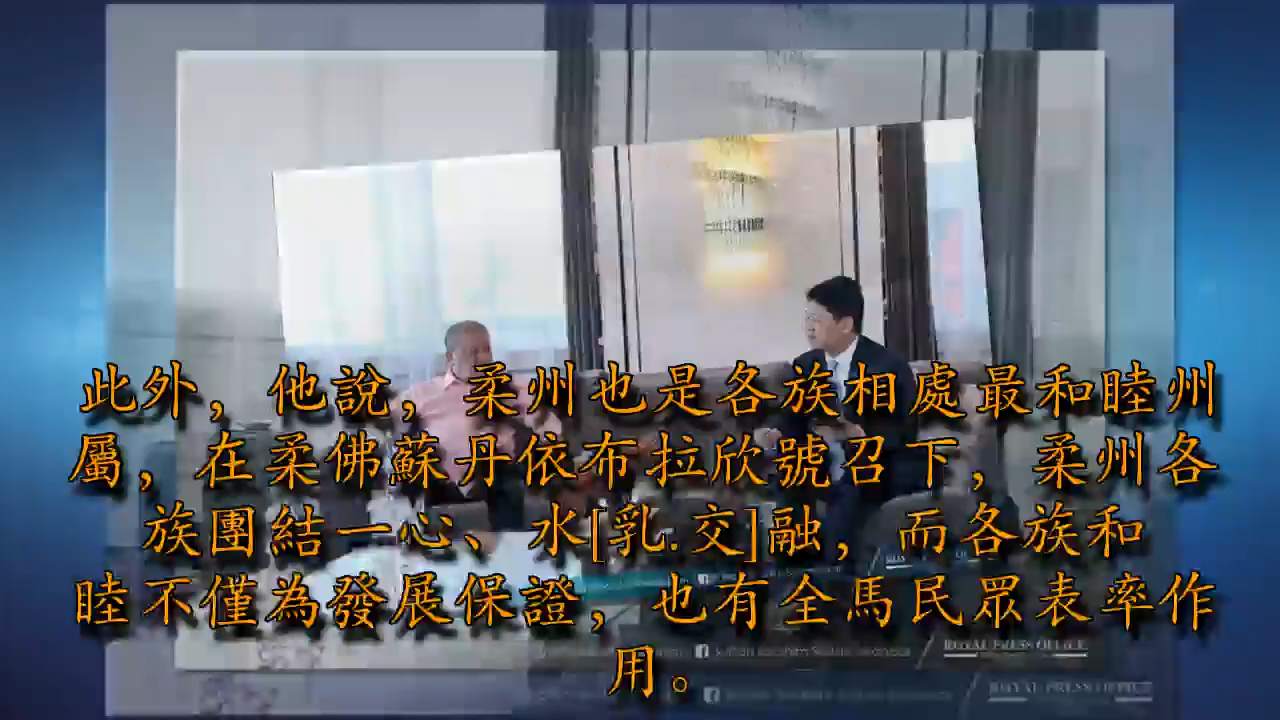 此外，他說，柔州也是各族相處最和睦州
屬，在柔佛蘇丹依布拉欣號召下，柔州各
族團結一心、水[乳.交]融，而各族和
睦不僅為發展保證，也有全馬民眾表率作
用。
ROYAL PRESS OFFICE
ROYAL PRESS OFFICE